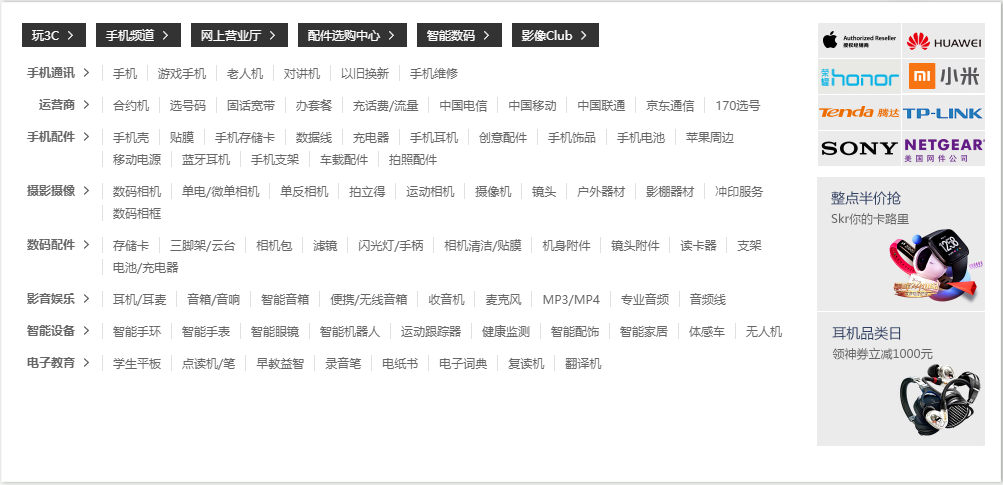 玩3C > 手机频道 > 网上营业厅 > 配件选购中心 > 智能数码 > 影像Club >
手机通讯 > 手机 游戏手机 老人机 对讲机 以旧换新 手机维修
运营商 > 合约机 选号码 固话宽带 办套餐 充话费/流量 中国电信 中国移动 中国联通 京东通信 170选号
手机配件 > 手机壳 贴膜 手机存储卡 数据线 充电器 手机耳机 创意配件 手机饰品 手机电池 苹果周边
移动电源 蓝牙耳机 手机支架 车载配件 拍照配件
摄影摄像 > 数码相机 单电/微单相机 单反相机 拍立得 运动相机 摄像机 镜头 户外器材 影棚器材 冲印服务
数码相框
数码配件 > 存储卡 三脚架/云台 相机包 滤镜 闪光灯/手柄 相机清洁/贴膜 机身附件 镜头附件 读卡器 支架
电池/充电器
影音娱乐 > 耳机/耳麦 音箱/音响 智能音箱 便携/无线音箱 收音机 麦克风 MP3/MP4 专业音频 音频线
智能设备 > 智能手环 智能手表 智能眼镜 智能机器人 运动跟踪器 健康监测 智能配饰 智能家居 体感车 无人机
电子教育 > 学生平板 点读机/笔 早教益智 录音笔 电纸书 电子词典 复读机 翻译机
Authorized Reseller
授权经销商
HUAWEI
荣耀 honor
mi 小米
Tenda 腾达
TP-LINK
SONY
NETGEAR
美国网件公司
整点半价抢
Skr你的卡路里
12:58
耳机品类日
领神券立减1000元